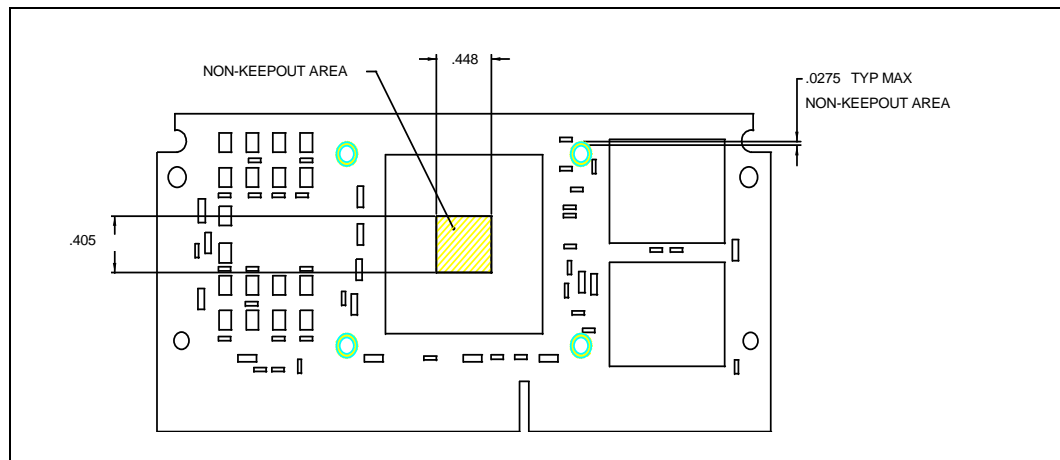 .448
NON-KEEPOUT AREA
.0275 TYP MAX
NON-KEEPOUT AREA
.405